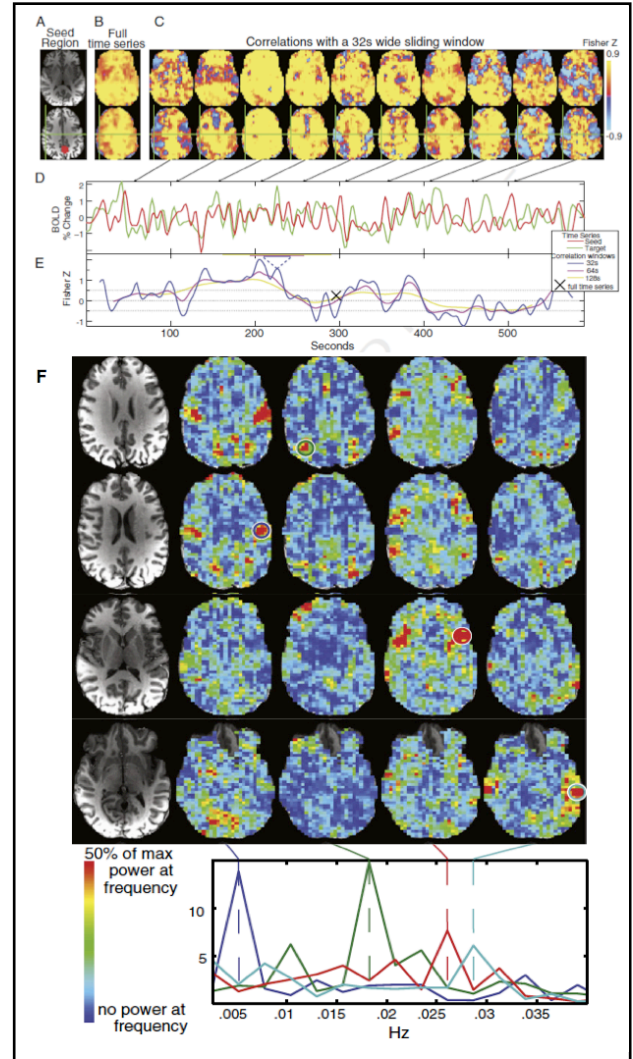 A B C
Seed Region
Full time series
Correlations with a 32s wide sliding window
Fisher Z
0.9
-0.9
D
BOLD % Change
2
1
0
-1
Time Series
Seed
Target
Correlation windows
32s
64s
128s
full time series
E
Fisher Z
2
1
0
-1
100 200 300 400 500
Seconds
F
50% of max
power at
frequency
no power at
frequency
10
5
.005 .01 .015 .02 .025 .03 .035
Hz